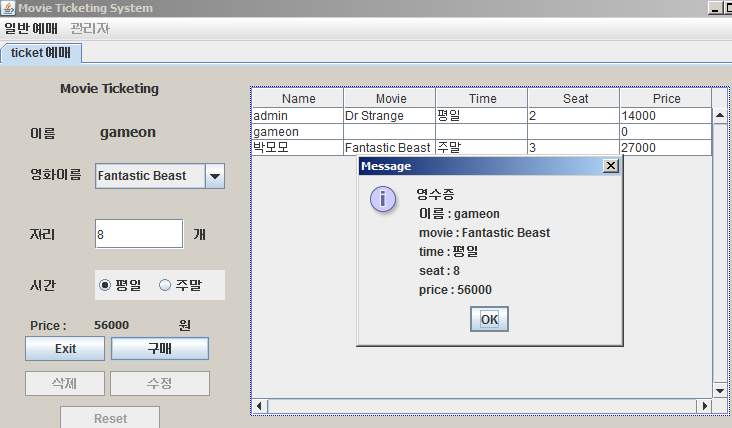 Movie Ticketing System
일반 예매 관리자
ticket 예매
Movie Ticketing
이름 gameon
영화이름 Fantastic Beast
자리 8 개
시간 평일 주말
Price : 56000 원
Exit 구매
삭제 수정
Reset
Name Movie Time Seat Price
admin Dr Strange 평일 2 14000
gameon 0
박모모 Fantastic Beast 주말 3 27000
Message
영수증
이름 : gameon
movie : Fantastic Beast
time : 평일
seat : 8
price : 56000
OK